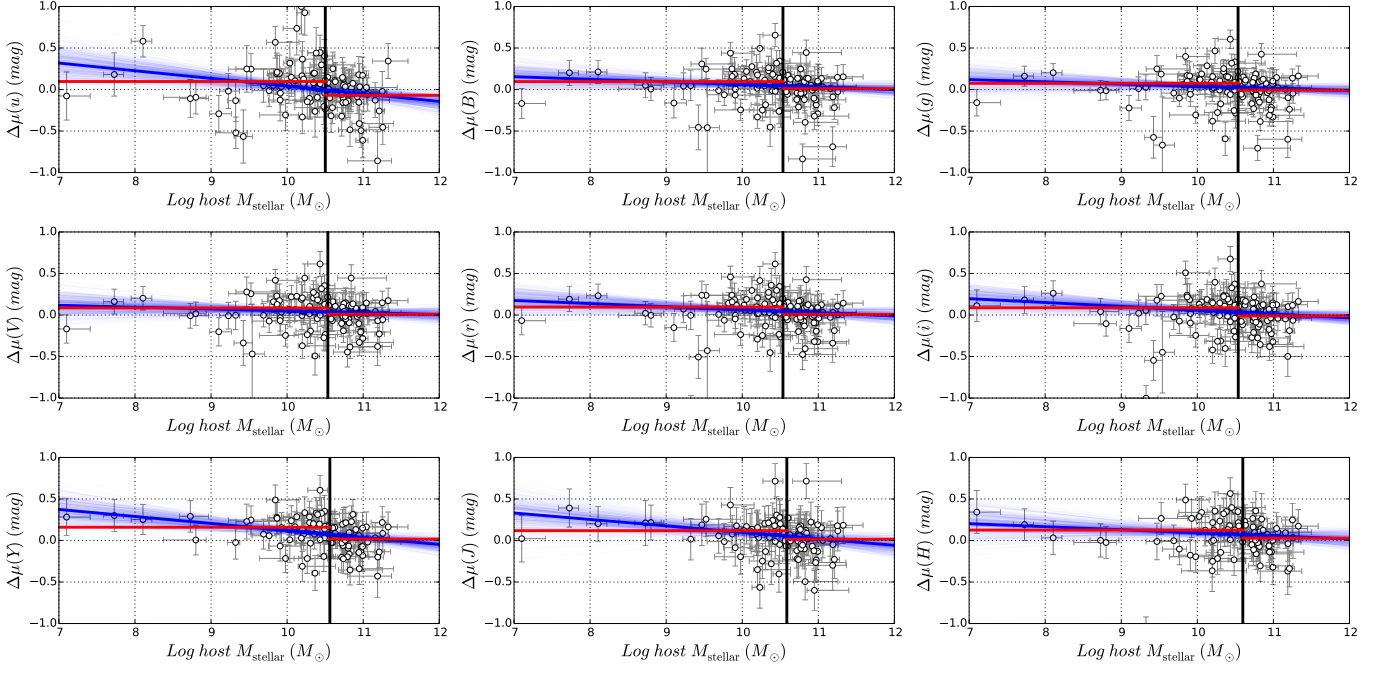 1.0 1.0 1.0
0.5 0.5 0.5
0.0 0.0 0.0
−0.5 −0.5 −0.5
−1.0 −1.0 −1.0
Δμ(u) (mag) Δμ(B) (mag) Δμ(g) (mag)
7 8 9 10 11 12 7 8 9 10 11 12 7 8 9 10 11 12
Log host M_stellar (M_⊙) Log host M_stellar (M_⊙) Log host M_stellar (M_⊙)
1.0 1.0 1.0
0.5 0.5 0.5
0.0 0.0 0.0
−0.5 −0.5 −0.5
−1.0 −1.0 −1.0
Δμ(V) (mag) Δμ(r) (mag) Δμ(i) (mag)
7 8 9 10 11 12 7 8 9 10 11 12 7 8 9 10 11 12
Log host M_stellar (M_⊙) Log host M_stellar (M_⊙) Log host M_stellar (M_⊙)
1.0 1.0 1.0
0.5 0.5 0.5
0.0 0.0 0.0
−0.5 −0.5 −0.5
−1.0 −1.0 −1.0
Δμ(Y) (mag) Δμ(J) (mag) Δμ(H) (mag)
7 8 9 10 11 12 7 8 9 10 11 12 7 8 9 10 11 12
Log host M_stellar (M_⊙) Log host M_stellar (M_⊙) Log host M_stellar (M_⊙)